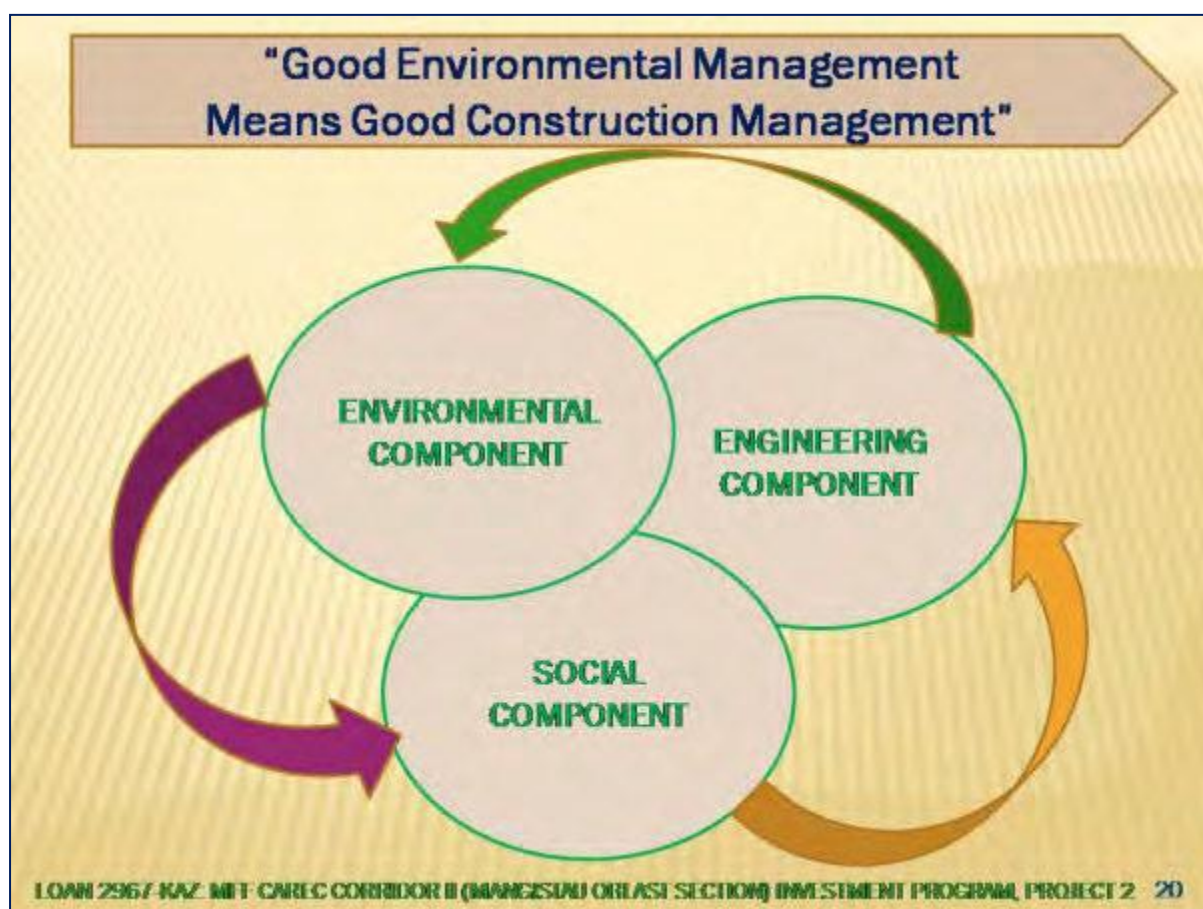 "Good Environmental Management
Means Good Construction Management"
ENVIRONMENTAL
COMPONENT
ENGINEERING
COMPONENT
SOCIAL
COMPONENT
LOAN 2967-KAZ: MFF CAREC CORRIDOR II (MANGISTAU OBLAST SECTION) INVESTMENT PROGRAM, PROJECT 2 20